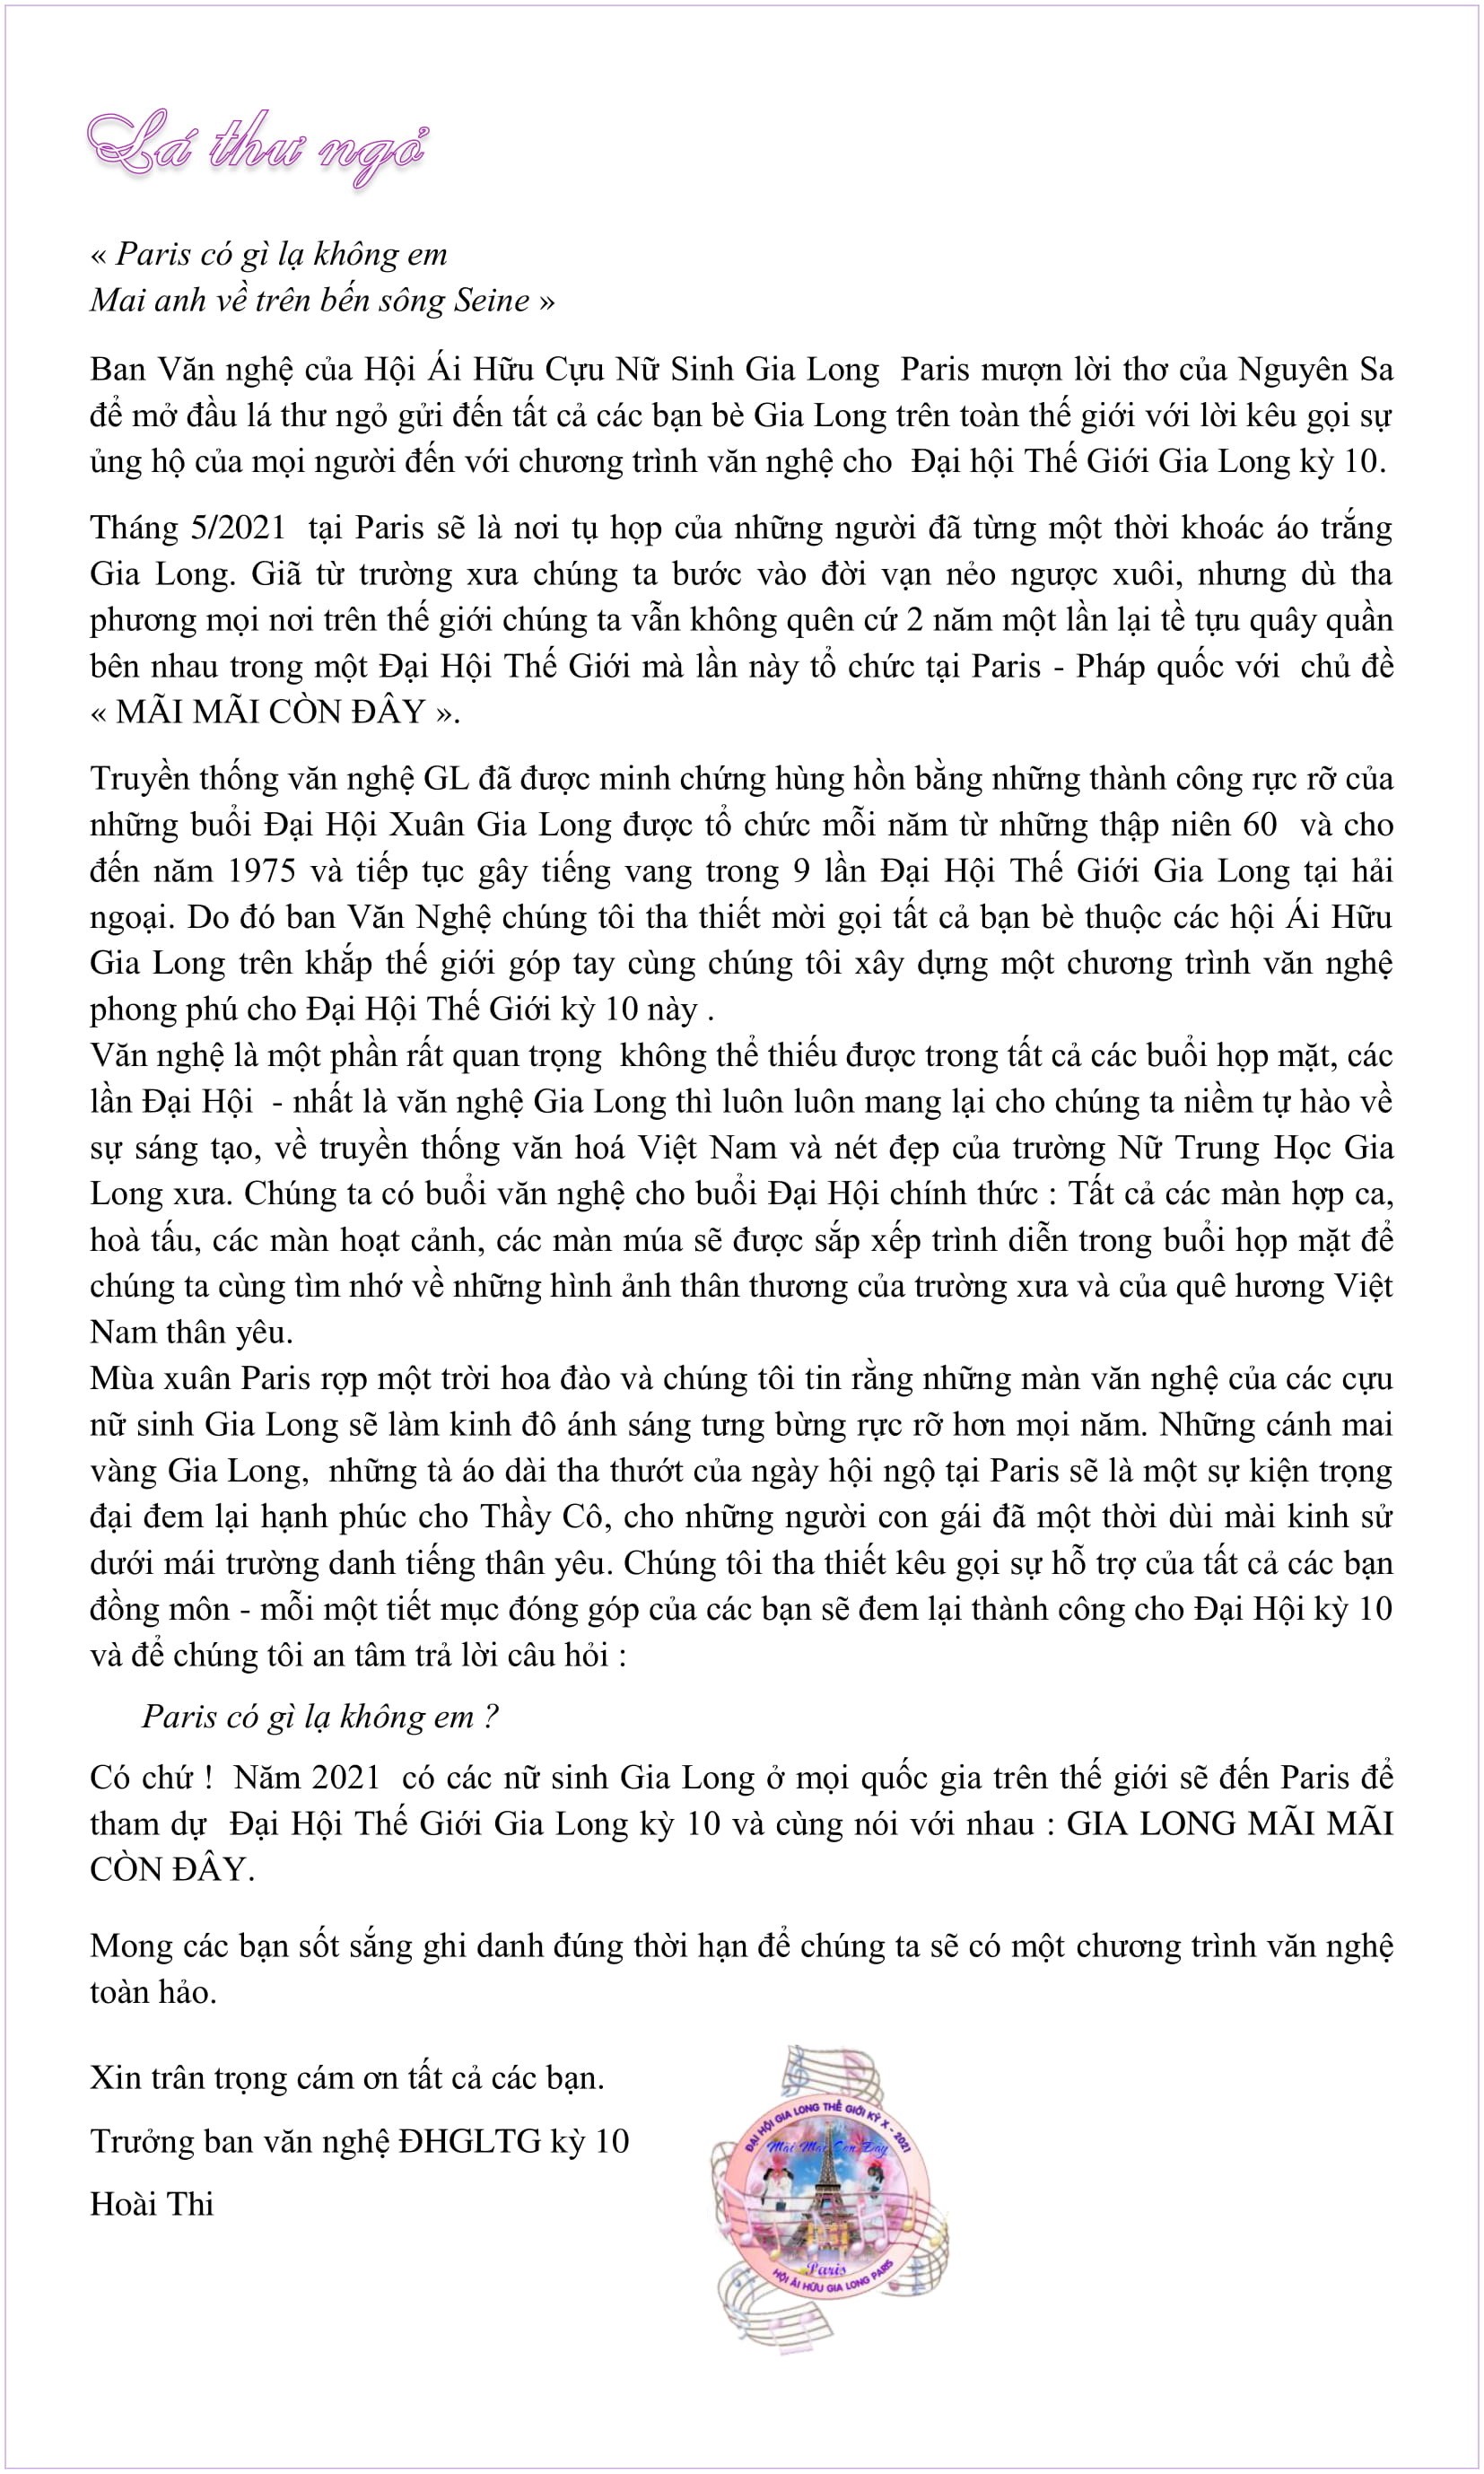 Lá thư ngỏ
« Paris có gì lạ không em
Mai anh về trên bến sông Seine »
Ban Văn nghệ của Hội Ái Hữu Cựu Nữ Sinh Gia Long Paris mượn lời thơ của Nguyên Sa
để mở đầu lá thư ngỏ gửi đến tất cả các bạn bè Gia Long trên toàn thế giới với lời kêu gọi sự
ủng hộ của mọi người đến với chương trình văn nghệ cho Đại hội Thế Giới Gia Long kỳ 10.
Tháng 5/2021 tại Paris sẽ là nơi tụ họp của những người đã từng một thời khoác áo trắng
Gia Long. Giã từ trường xưa chúng ta bước vào đời vạn nẻo ngược xuôi, nhưng dù tha
phương mọi nơi trên thế giới chúng ta vẫn không quên cứ 2 năm một lần lại tề tựu quây quần
bên nhau trong một Đại Hội Thế Giới mà lần này tổ chức tại Paris - Pháp quốc với chủ đề
« MÃI MÃI CÒN ĐÂY ».
Truyền thống văn nghệ GL đã được minh chứng hùng hồn bằng những thành công rực rỡ của
những buổi Đại Hội Xuân Gia Long được tổ chức mỗi năm từ những thập niên 60 và cho
đến năm 1975 và tiếp tục gây tiếng vang trong 9 lần Đại Hội Thế Giới Gia Long tại hải
ngoại. Do đó ban Văn Nghệ chúng tôi tha thiết mời gọi tất cả bạn bè thuộc các hội Ái Hữu
Gia Long trên khắp thế giới góp tay cùng chúng tôi xây dựng một chương trình văn nghệ
phong phú cho Đại Hội Thế Giới kỳ 10 này .
Văn nghệ là một phần rất quan trọng không thể thiếu được trong tất cả các buổi họp mặt, các
lần Đại Hội - nhất là văn nghệ Gia Long thì luôn luôn mang lại cho chúng ta niềm tự hào về
sự sáng tạo, về truyền thống văn hoá Việt Nam và nét đẹp của trường Nữ Trung Học Gia
Long xưa. Chúng ta có buổi văn nghệ cho buổi Đại Hội chính thức : Tất cả các màn hợp ca,
hoà tấu, các màn hoạt cảnh, các màn múa sẽ được sắp xếp trình diễn trong buổi họp mặt để
chúng ta cùng tìm nhớ về những hình ảnh thân thương của trường xưa và của quê hương Việt
Nam thân yêu.
Mùa xuân Paris rợp một trời hoa đào và chúng tôi tin rằng những màn văn nghệ của các cựu
nữ sinh Gia Long sẽ làm kinh đô ánh sáng tưng bừng rực rỡ hơn mọi năm. Những cánh mai
vàng Gia Long, những tà áo dài tha thướt của ngày hội ngộ tại Paris sẽ là một sự kiện trọng
đại đem lại hạnh phúc cho Thầy Cô, cho những người con gái đã một thời dùi mài kinh sử
dưới mái trường danh tiếng thân yêu. Chúng tôi tha thiết kêu gọi sự hỗ trợ của tất cả các bạn
đồng môn - mỗi một tiết mục đóng góp của các bạn sẽ đem lại thành công cho Đại Hội kỳ 10
và để chúng tôi an tâm trả lời câu hỏi :
Paris có gì lạ không em ?
Có chứ ! Năm 2021 có các nữ sinh Gia Long ở mọi quốc gia trên thế giới sẽ đến Paris để
tham dự Đại Hội Thế Giới Gia Long kỳ 10 và cùng nói với nhau : GIA LONG MÃI MÃI
CÒN ĐÂY.
Mong các bạn sốt sắng ghi danh đúng thời hạn để chúng ta sẽ có một chương trình văn nghệ
toàn hảo.
Xin trân trọng cám ơn tất cả các bạn.
Trưởng ban văn nghệ ĐHGLTG kỳ 10
Hoài Thi
ĐẠI HỘI GIA LONG THẾ GIỚI KỲ X - 2021
Mãi Mãi Còn Đây
Paris
HỘI ÁI HỮU GIA LONG PARIS